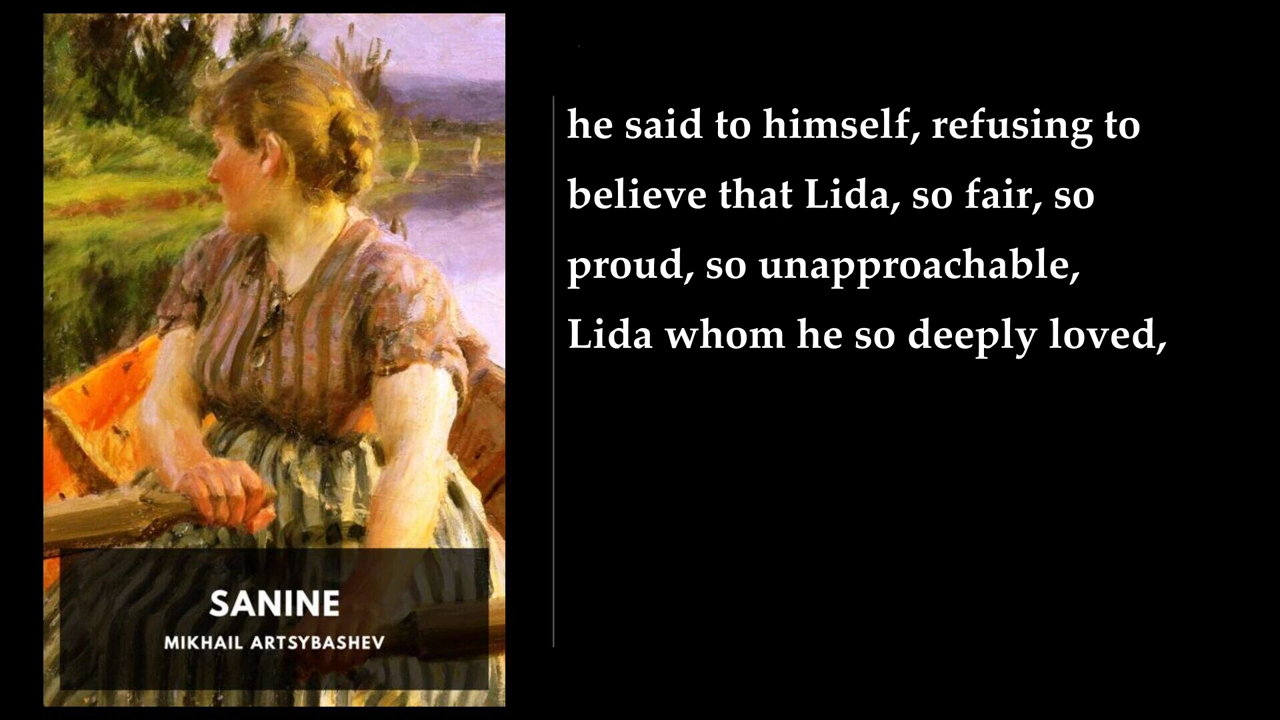 SANINE
MIKHAIL ARTSYBASHEV
he said to himself, refusing to
believe that Lida, so fair, so
proud, so unapproachable,
Lida whom he so deeply loved,